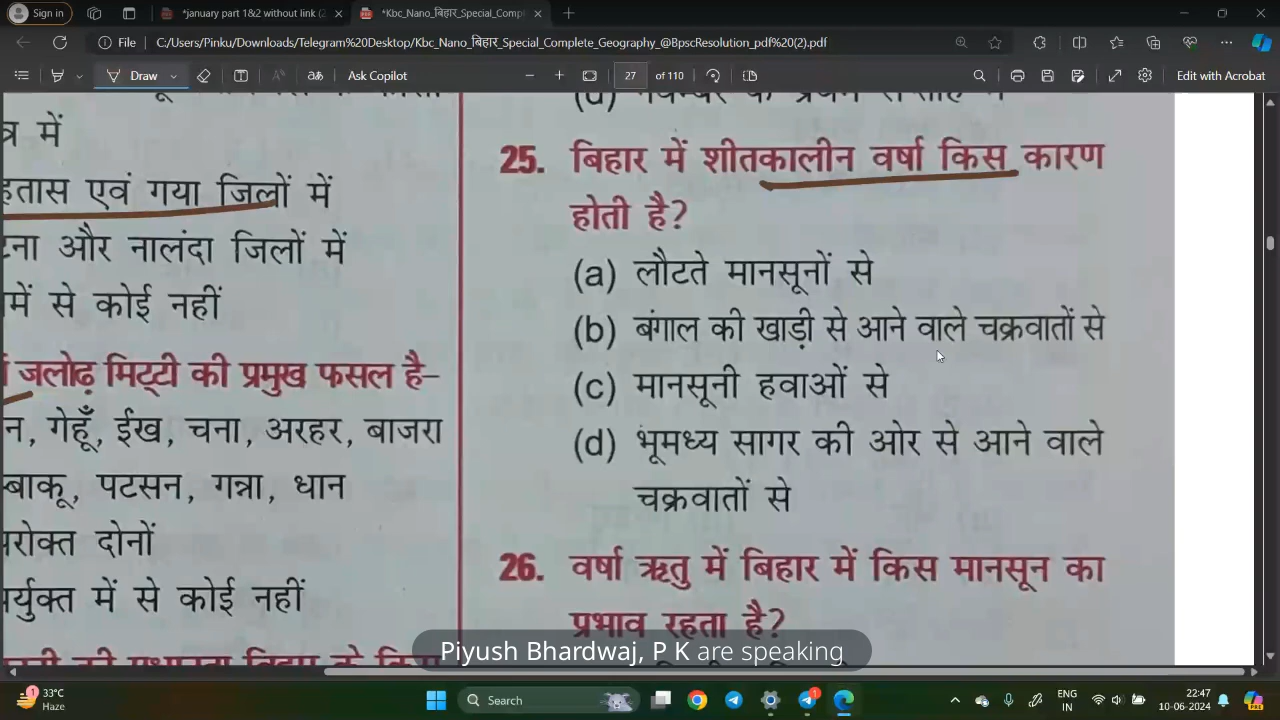 Sign in
*january part 1&2 without link (2
*Kbc_Nano_बिहार_Special_Compl
File
C:/Users/Pinku/Downloads/Telegram%20Desktop/Kbc_Nano_बिहार_Special_Complete_Geography_@BpscResolution_pdf%20(2).pdf
Draw
Ask Copilot
27 of 110
Edit with Acrobat
त्र में
हतास एवं गया जिलों में
टना और नालंदा जिलों में
में से कोई नहीं
जलोढ़ मिट्टी की प्रमुख फसल है–
न, गेहूँ, ईख, चना, अरहर, बाजरा
म्बाकू, पटसन, गन्ना, धान
परोक्त दोनों
पर्युक्त में से कोई नहीं
25. बिहार में शीतकालीन वर्षा किस कारण
होती है?
(a) लौटते मानसूनों से
(b) बंगाल की खाड़ी से आने वाले चक्रवातों से
(c) मानसूनी हवाओं से
(d) भूमध्य सागर की ओर से आने वाले
चक्रवातों से
26. वर्षा ऋतु में बिहार में किस मानसून का
प्रभाव रहता है?
Piyush Bhardwaj, P K are speaking
33°C
Haze
Search
ENG
IN
22:47
10-06-2024